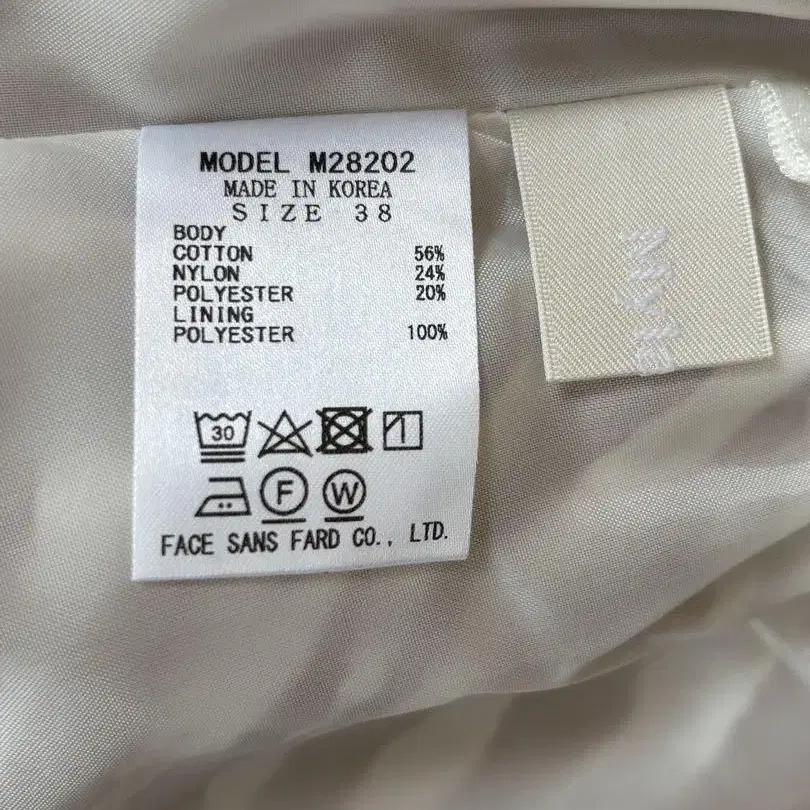 MODEL M28202
MADE IN KOREA
SIZE 38
BODY
COTTON 56%
NYLON 24%
POLYESTER 20%
LINING
POLYESTER 100%
30
F W
FACE SANS FARD CO., LTD.